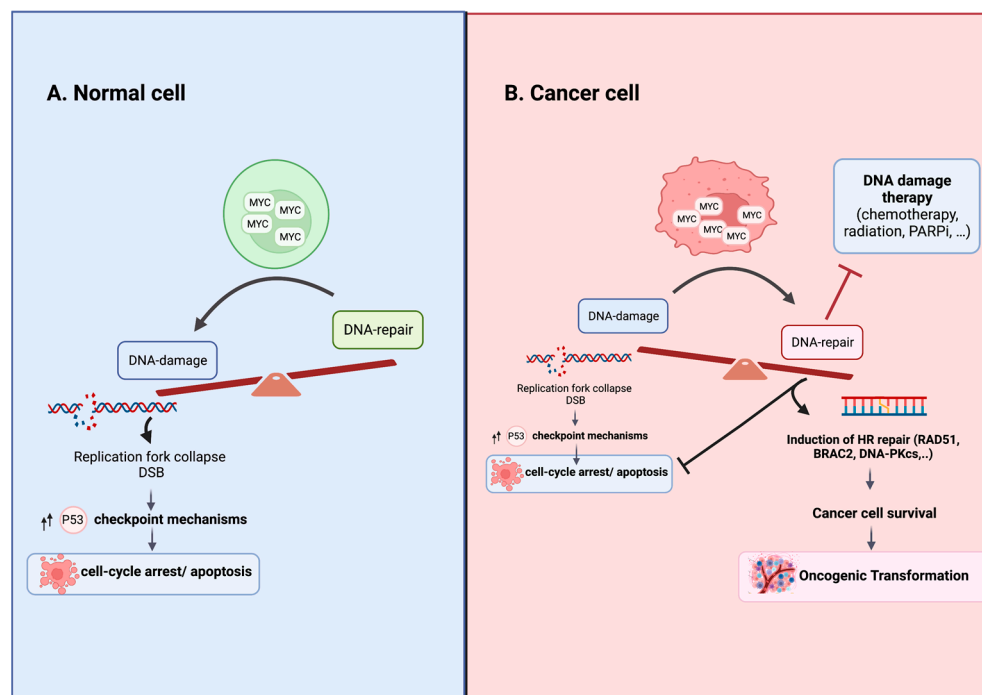 A. Normal cell
MYC
MYC
MYC
MYC
DNA-repair
DNA-damage
Replication fork collapse
DSB
P53 checkpoint mechanisms
cell-cycle arrest/ apoptosis
B. Cancer cell
MYC
MYC
MYC
MYC
MYC
DNA damage
therapy
(chemotherapy,
radiation, PARPi, ...)
DNA-damage
DNA-repair
Replication fork collapse
DSB
P53 checkpoint mechanisms
cell-cycle arrest/ apoptosis
Induction of HR repair (RAD51,
BRAC2, DNA-PKcs,..)
Cancer cell survival
Oncogenic Transformation